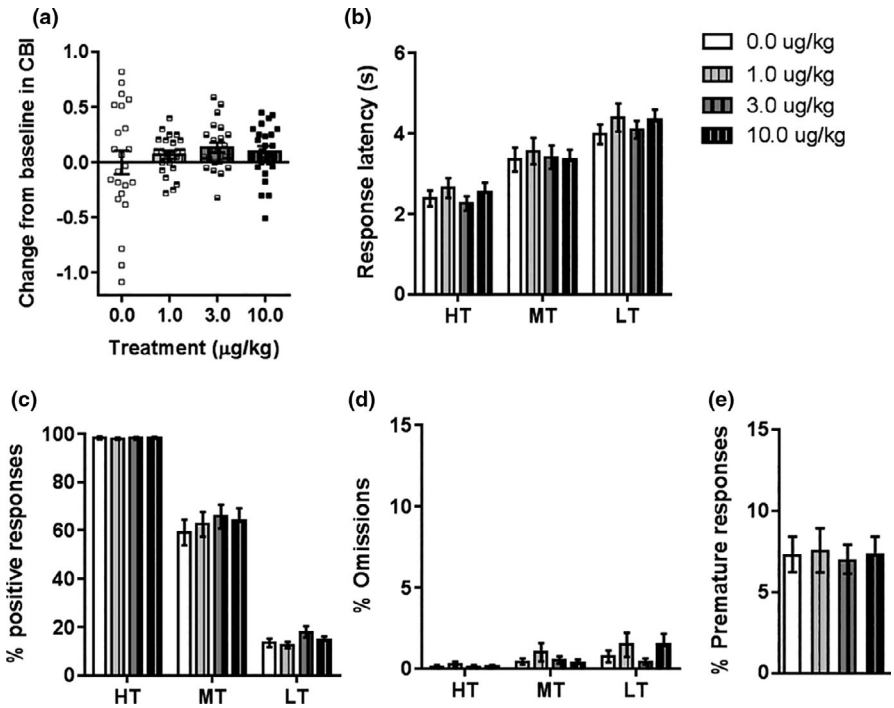 (a)
Change from baseline in CBI
1.0
0.5
0.0
-0.5
-1.0
0.0 1.0 3.0 10.0
Treatment (μg/kg)
(b)
Response latency (s)
6
4
2
0
HT MT LT
0.0 ug/kg
1.0 ug/kg
3.0 ug/kg
10.0 ug/kg
(c)
% positive responses
100
80
60
40
20
0
HT MT LT
(d)
% Omissions
15
10
5
0
HT MT LT
(e)
% Premature responses
15
10
5
0